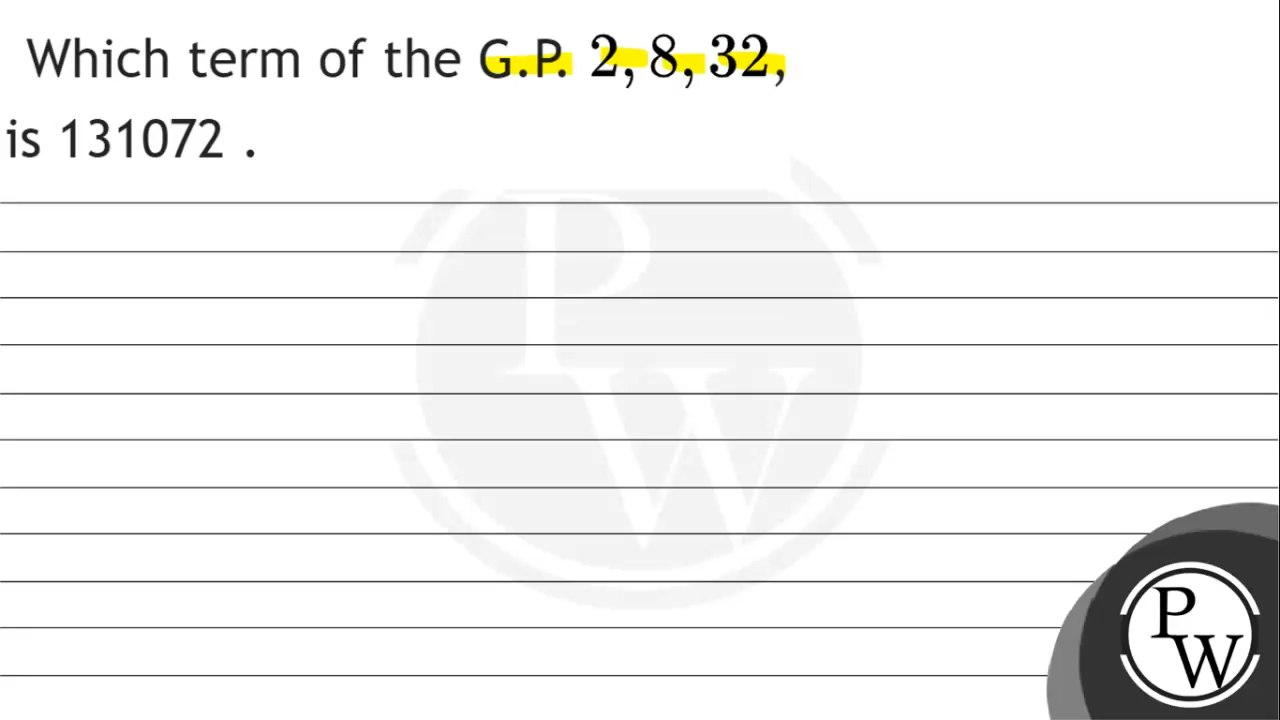 Which term of the G.P. 2, 8, 32,
is 131072 .
P
W
P
W